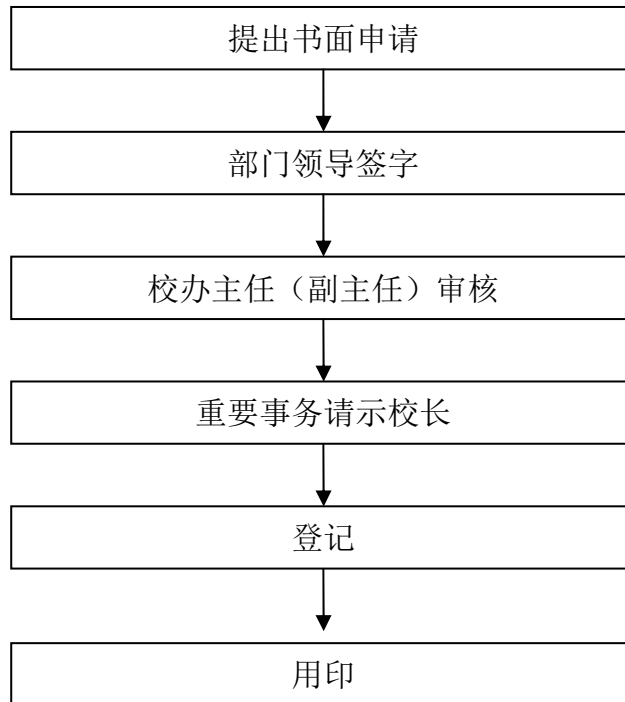 提出书面申请
部门领导签字
校办主任（副主任）审核
重要事务请示校长
登记
用印